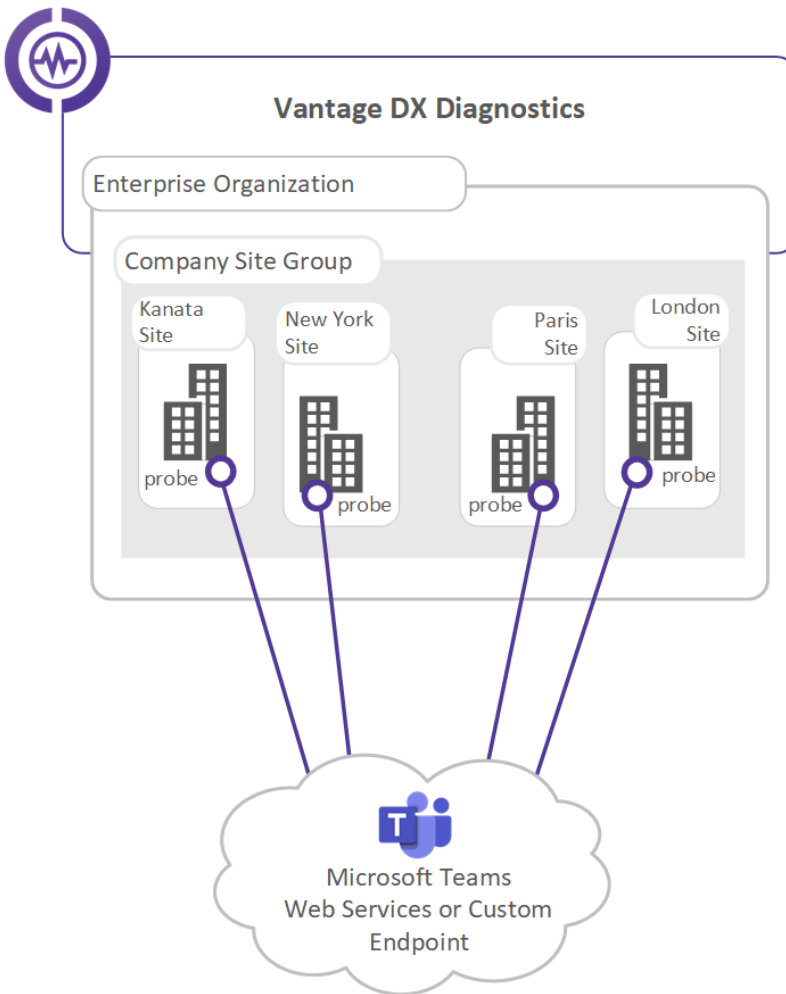 Vantage DX Diagnostics
Enterprise Organization
Company Site Group
Kanata
Site
New York
Site
Paris
Site
London
Site
probe
probe
probe
probe
T
Microsoft Teams
Web Services or Custom
Endpoint